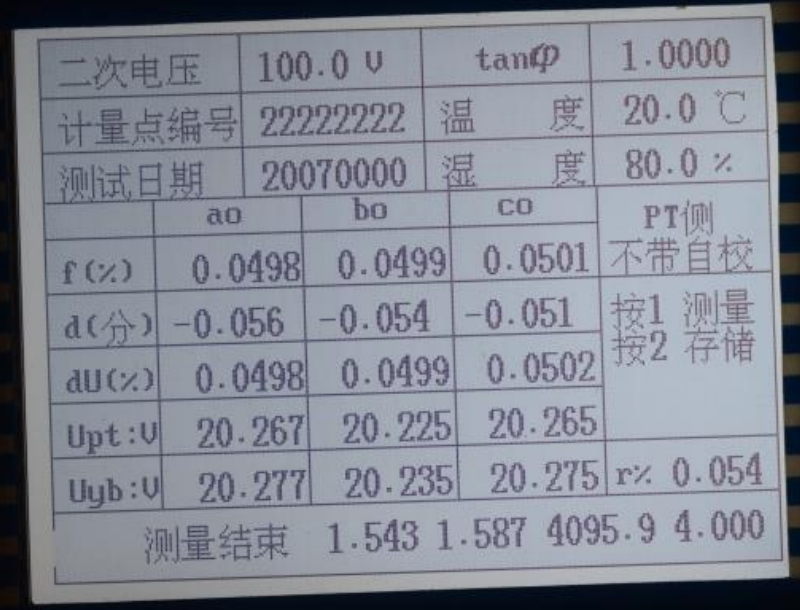 二次电压 100.0 V tanφ 1.0000
计量点编号 22222222 温 度 20.0 ℃
测试日期 20070000 湿 度 80.0 %
ao bo co PT侧
不带自校
f(%) 0.0498 0.0499 0.0501
d(分) -0.056 -0.054 -0.051 按1 测量
按2 存储
dU(%) 0.0498 0.0499 0.0502
Upt:V 20.267 20.225 20.265
Uyb:V 20.277 20.235 20.275 r% 0.054
测量结束 1.543 1.587 4095.9 4.000